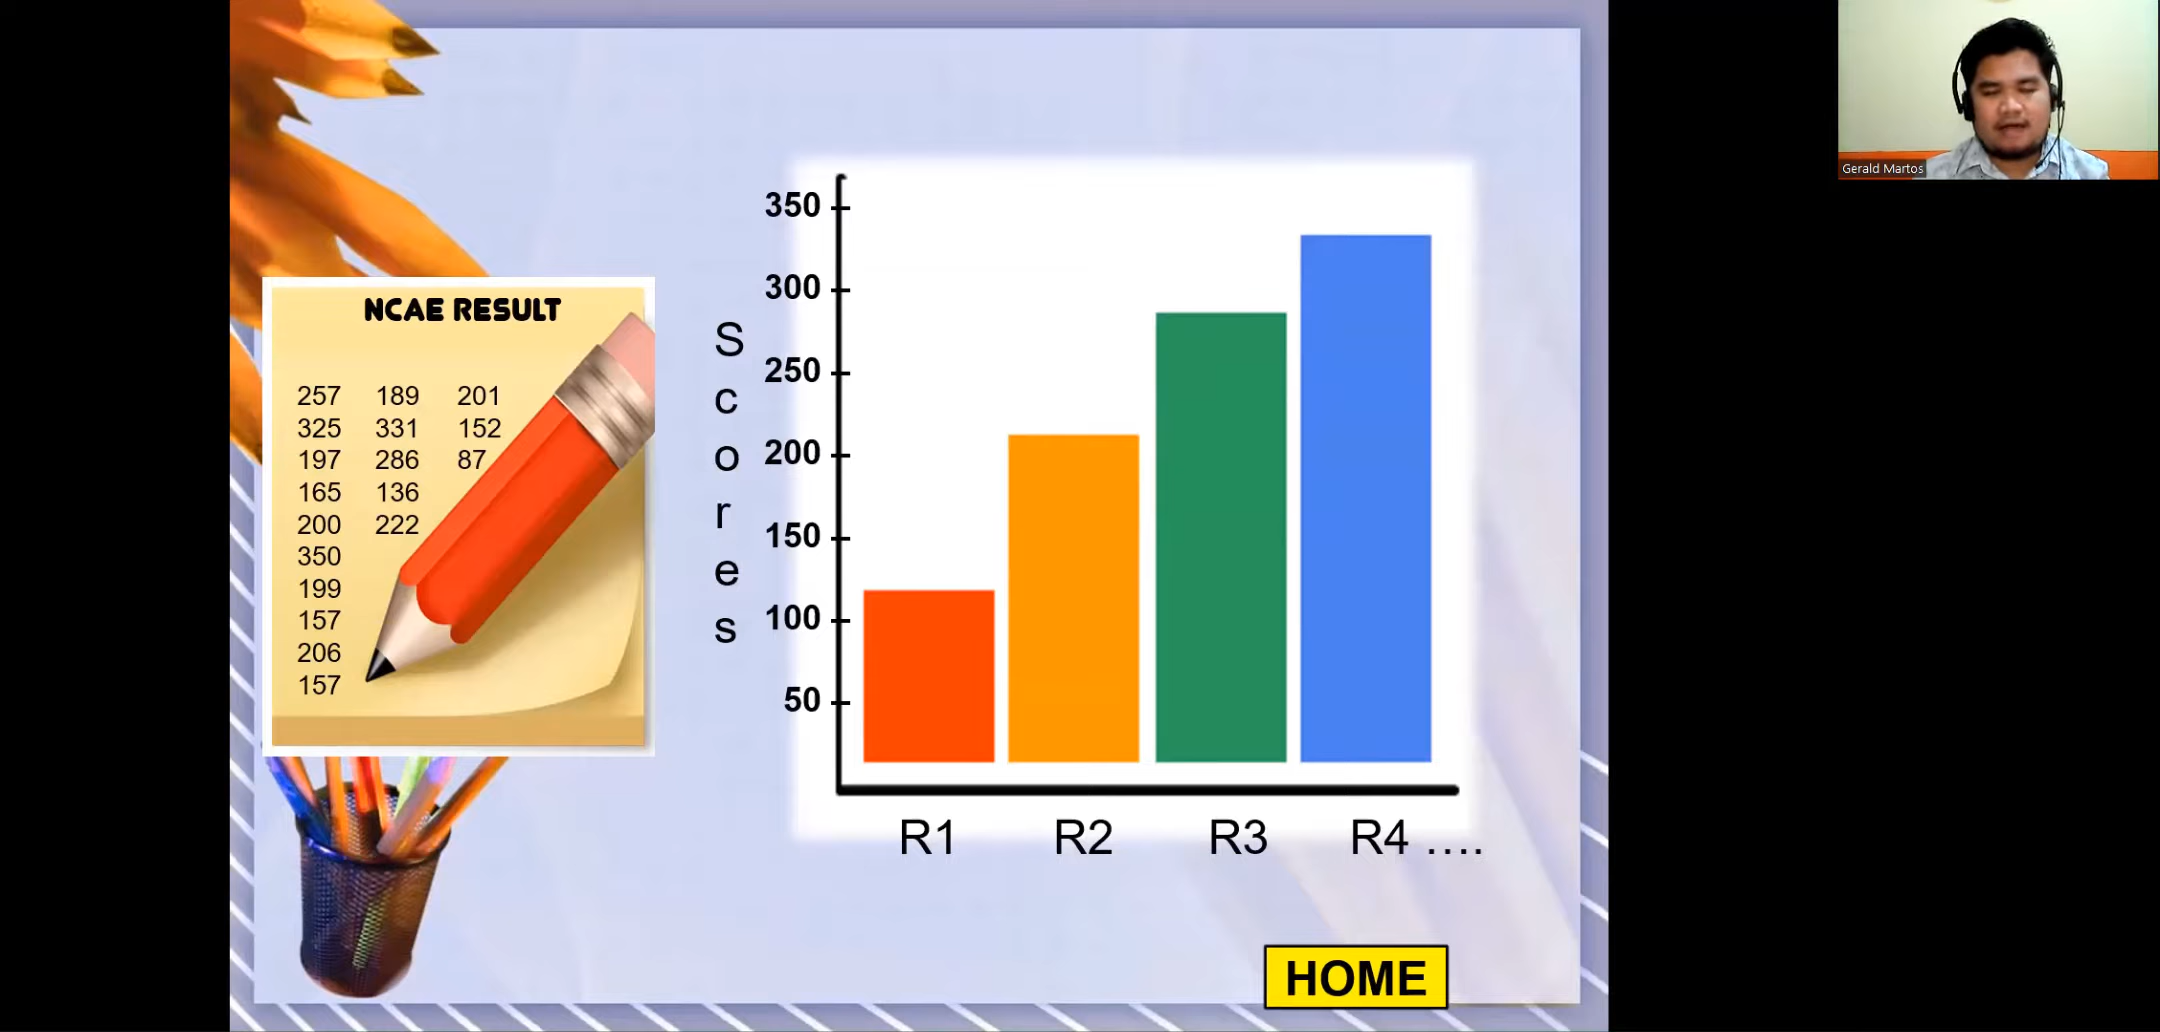 NCAE RESULT
257 189 201
325 331 152
197 286 87
165 136
200 222
350
199
157
206
157
Scores
350
300
250
200
150
100
50
R1 R2 R3 R4 ....
HOME
Gerald Martos